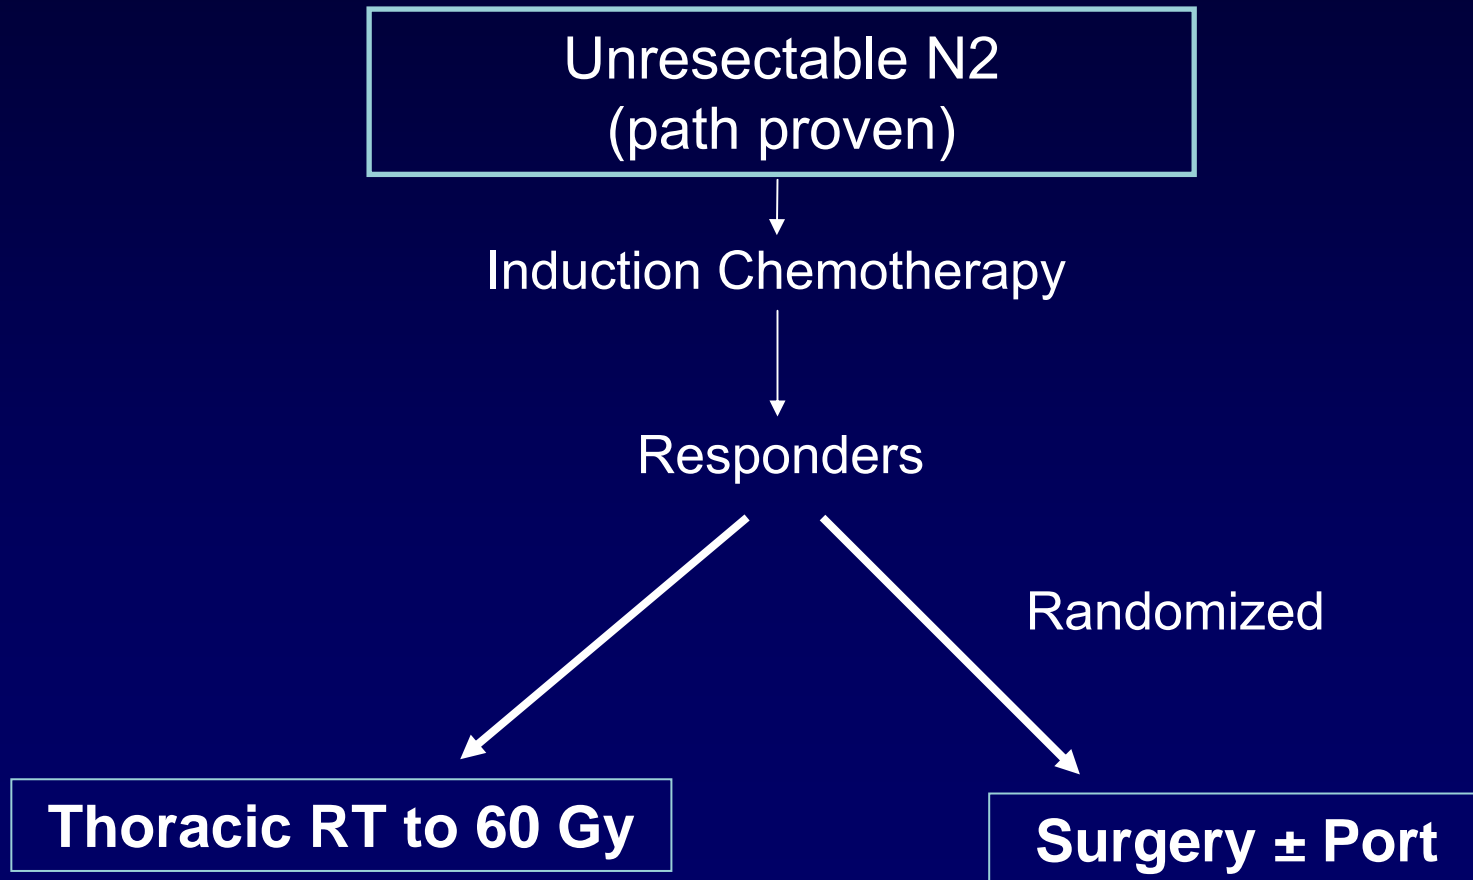 Unresectable N2
(path proven)
Induction Chemotherapy
Responders
Randomized
Thoracic RT to 60 Gy
Surgery ± Port